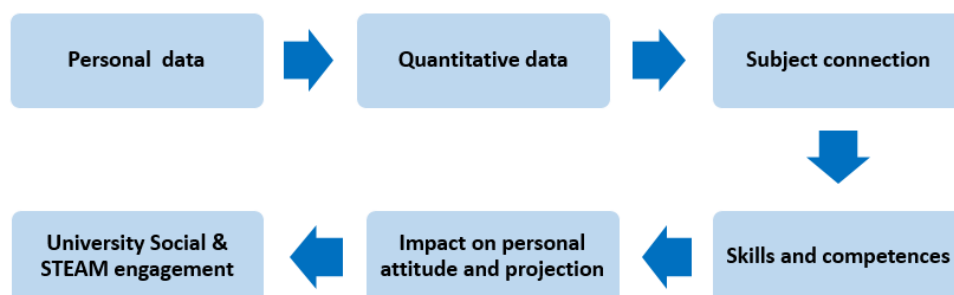 Personal data
Quantitative data
Subject connection
Skills and competences
Impact on personal
attitude and projection
University Social &
STEAM engagement